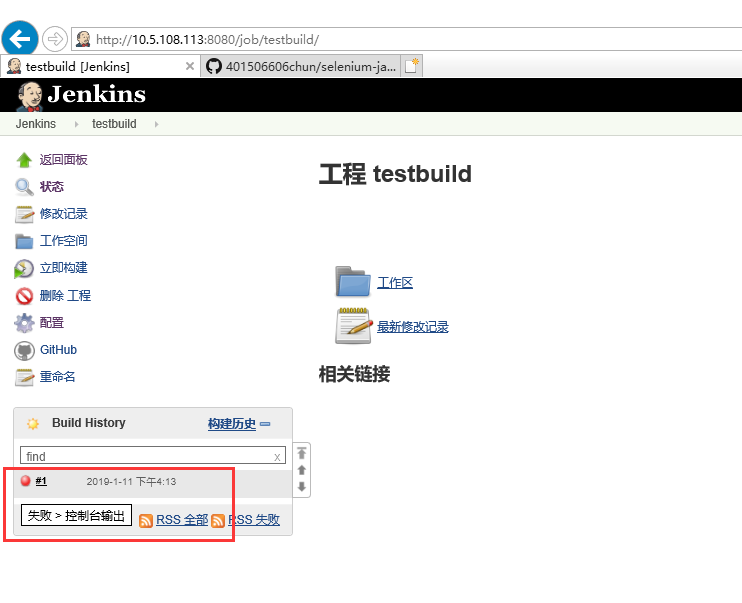 http://10.5.108.113:8080/job/testbuild/
testbuild [Jenkins]
401506606chun/selenium-ja...
Jenkins
Jenkins
testbuild
返回面板
状态
修改记录
工作空间
立即构建
删除 工程
配置
GitHub
重命名
工程 testbuild
工作区
最新修改记录
相关链接
Build History 构建历史
find x
#1 2019-1-11 下午4:13
失败 > 控制台输出 RSS 全部 RSS 失败